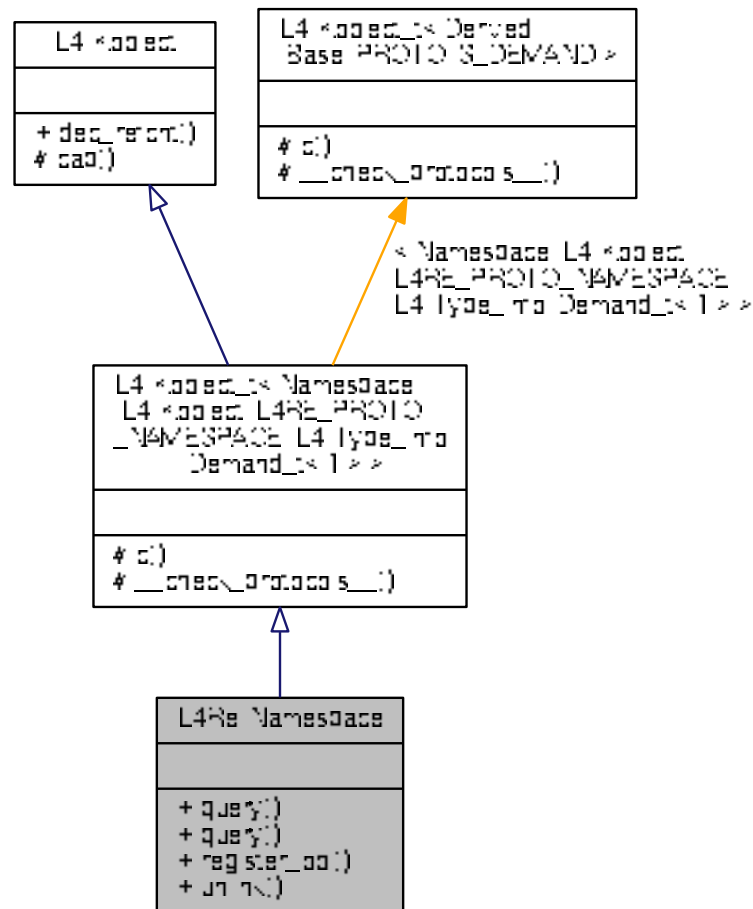 L4 Kobject
+ dec_refcnt()
# cap()
L4 Kobject_t< Derived
Base PROTO S_DEMAND >
# c()
# __check_protocols__()
< Namespace L4 Kobject
L4RE_PROTO_NAMESPACE
L4 Type_info Demand_t< 1 > >
L4 Kobject_t< Namespace
L4 Kobject L4RE_PROTO
_NAMESPACE L4 Type_info
Demand_t< 1 > >
# c()
# __check_protocols__()
L4Re Namespace
+ query()
+ query()
+ register_obj()
+ unlink()